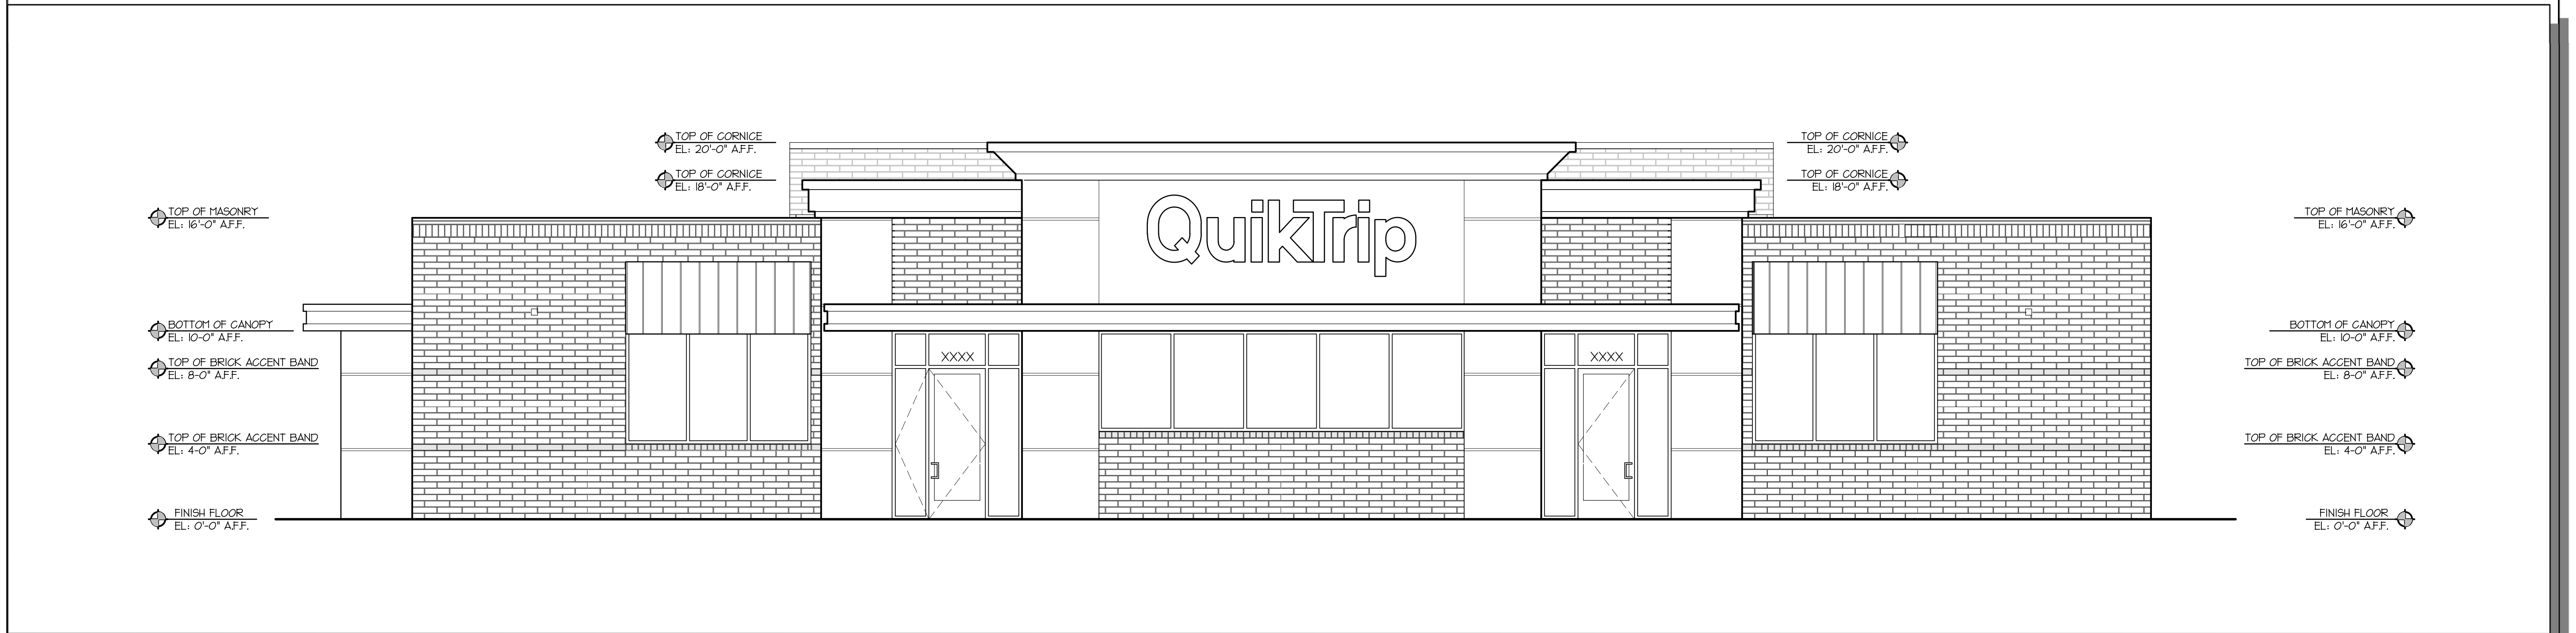 TOP OF CORNICE
EL: 20'-0" A.F.F.
TOP OF CORNICE
EL: 18'-0" A.F.F.
TOP OF MASONRY
EL: 16'-0" A.F.F.
BOTTOM OF CANOPY
EL: 10-0" A.F.F.
TOP OF BRICK ACCENT BAND
EL: 8-0" A.F.F.
TOP OF BRICK ACCENT BAND
EL: 4-0" A.F.F.
FINISH FLOOR
EL: 0'-0" A.F.F.
QuikTrip
XXXX
XXXX
TOP OF CORNICE
EL: 20'-0" A.F.F.
TOP OF CORNICE
EL: 18'-0" A.F.F.
TOP OF MASONRY
EL: 16'-0" A.F.F.
BOTTOM OF CANOPY
EL: 10-0" A.F.F.
TOP OF BRICK ACCENT BAND
EL: 8-0" A.F.F.
TOP OF BRICK ACCENT BAND
EL: 4-0" A.F.F.
FINISH FLOOR
EL: 0'-0" A.F.F.